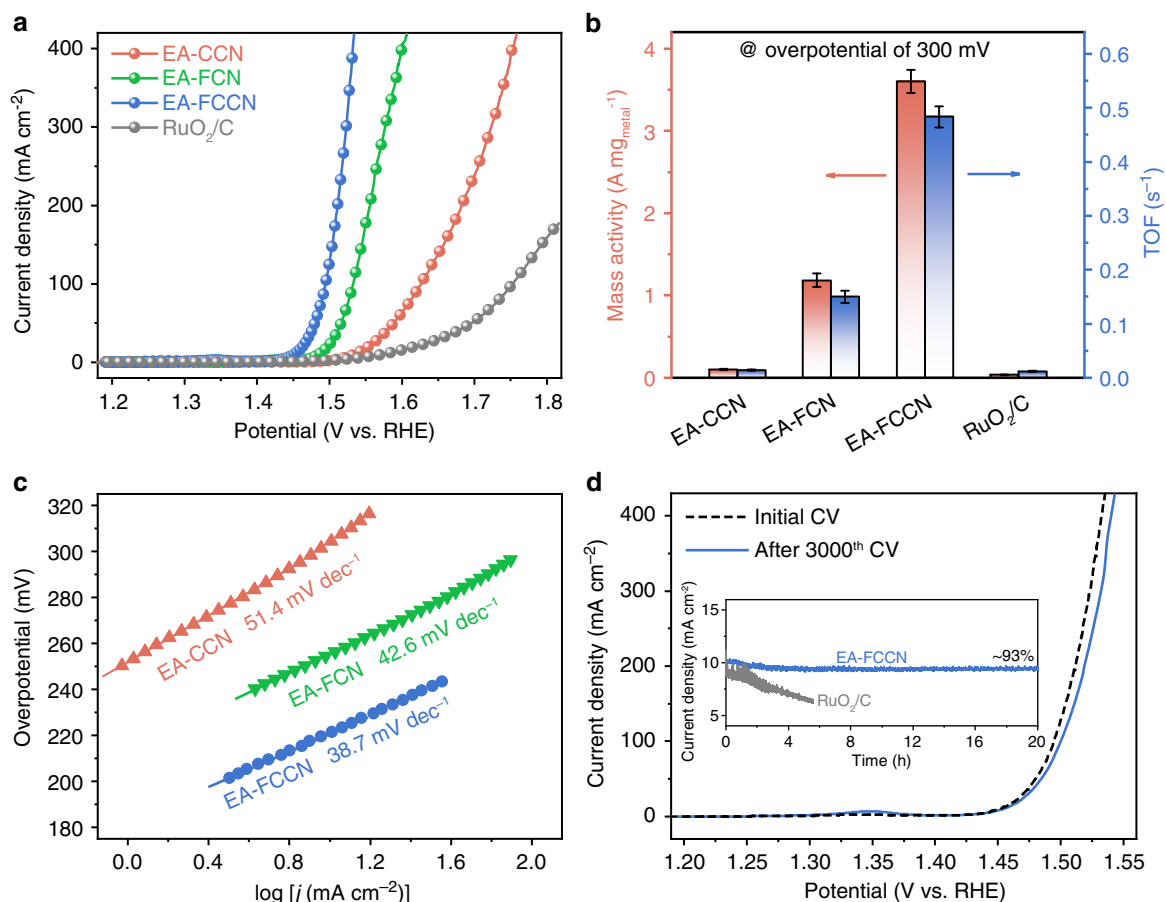 a
400
300
200
100
0
Current density (mA cm⁻²)
EA-CCN
EA-FCN
EA-FCCN
RuO₂/C
1.2 1.3 1.4 1.5 1.6 1.7 1.8
Potential (V vs. RHE)
b
@ overpotential of 300 mV
4
3
2
1
0
Mass activity (A mg_metal⁻¹)
0.6
0.5
0.4
0.3
0.2
0.1
0.0
TOF (s⁻¹)
EA-CCN
EA-FCN
EA-FCCN
RuO₂/C
c
320
300
280
260
240
220
200
180
Overpotential (mV)
EA-CCN 51.4 mV dec⁻¹
EA-FCN 42.6 mV dec⁻¹
EA-FCCN 38.7 mV dec⁻¹
0.0 0.4 0.8 1.2 1.6 2.0
log [j (mA cm⁻²)]
d
400
300
200
100
0
Current density (mA cm⁻²)
Initial CV
After 3000ᵗʰ CV
15
10
5
Current density (mA cm⁻²)
EA-FCCN
~93%
RuO₂/C
0 4 8 12 16 20
Time (h)
1.20 1.25 1.30 1.35 1.40 1.45 1.50 1.55
Potential (V vs. RHE)